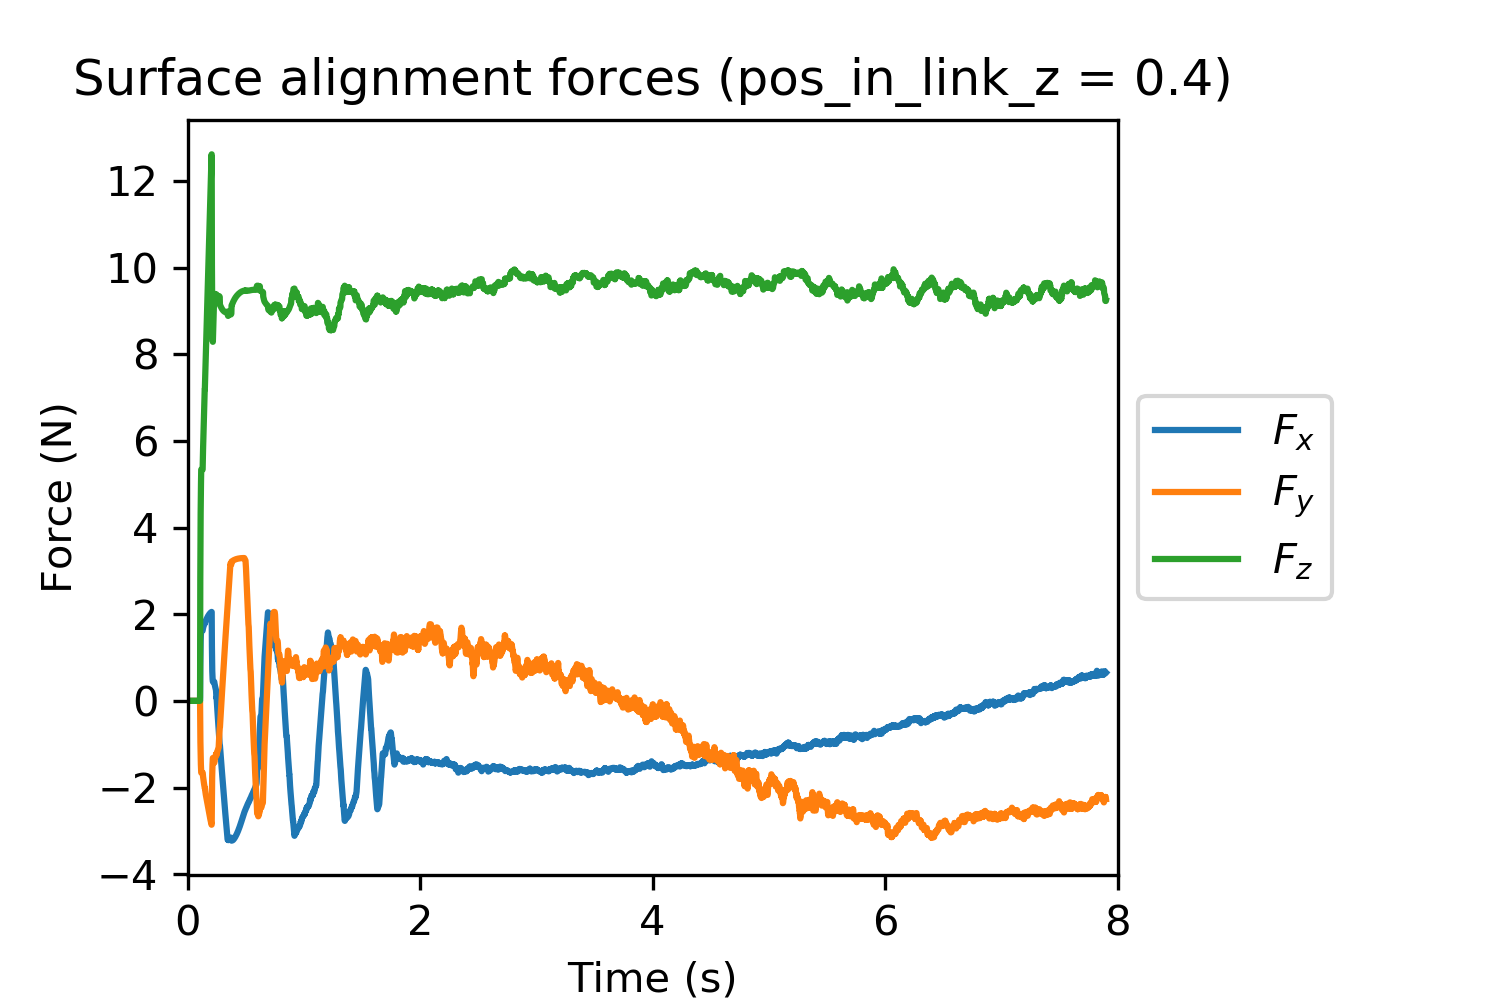 Surface alignment forces (pos_in_link_z = 0.4)
12
10
8
6
4
2
0
−2
−4
Force (N)
0 2 4 6 8
Time (s)
F_x
F_y
F_z